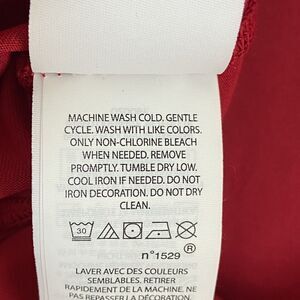 MACHINE WASH COLD. GENTLE
CYCLE. WASH WITH LIKE COLORS.
ONLY NON-CHLORINE BLEACH
WHEN NEEDED. REMOVE
PROMPTLY. TUMBLE DRY LOW.
COOL IRON IF NEEDED. DO NOT
IRON DECORATION. DO NOT DRY
CLEAN.
30
n°1529 ®
LAVER AVEC DES COULEURS
SEMBLABLES. RETIRER
RAPIDEMENT DE LA MACHINE. NE
PAS REPASSER LA DÉCORATION.